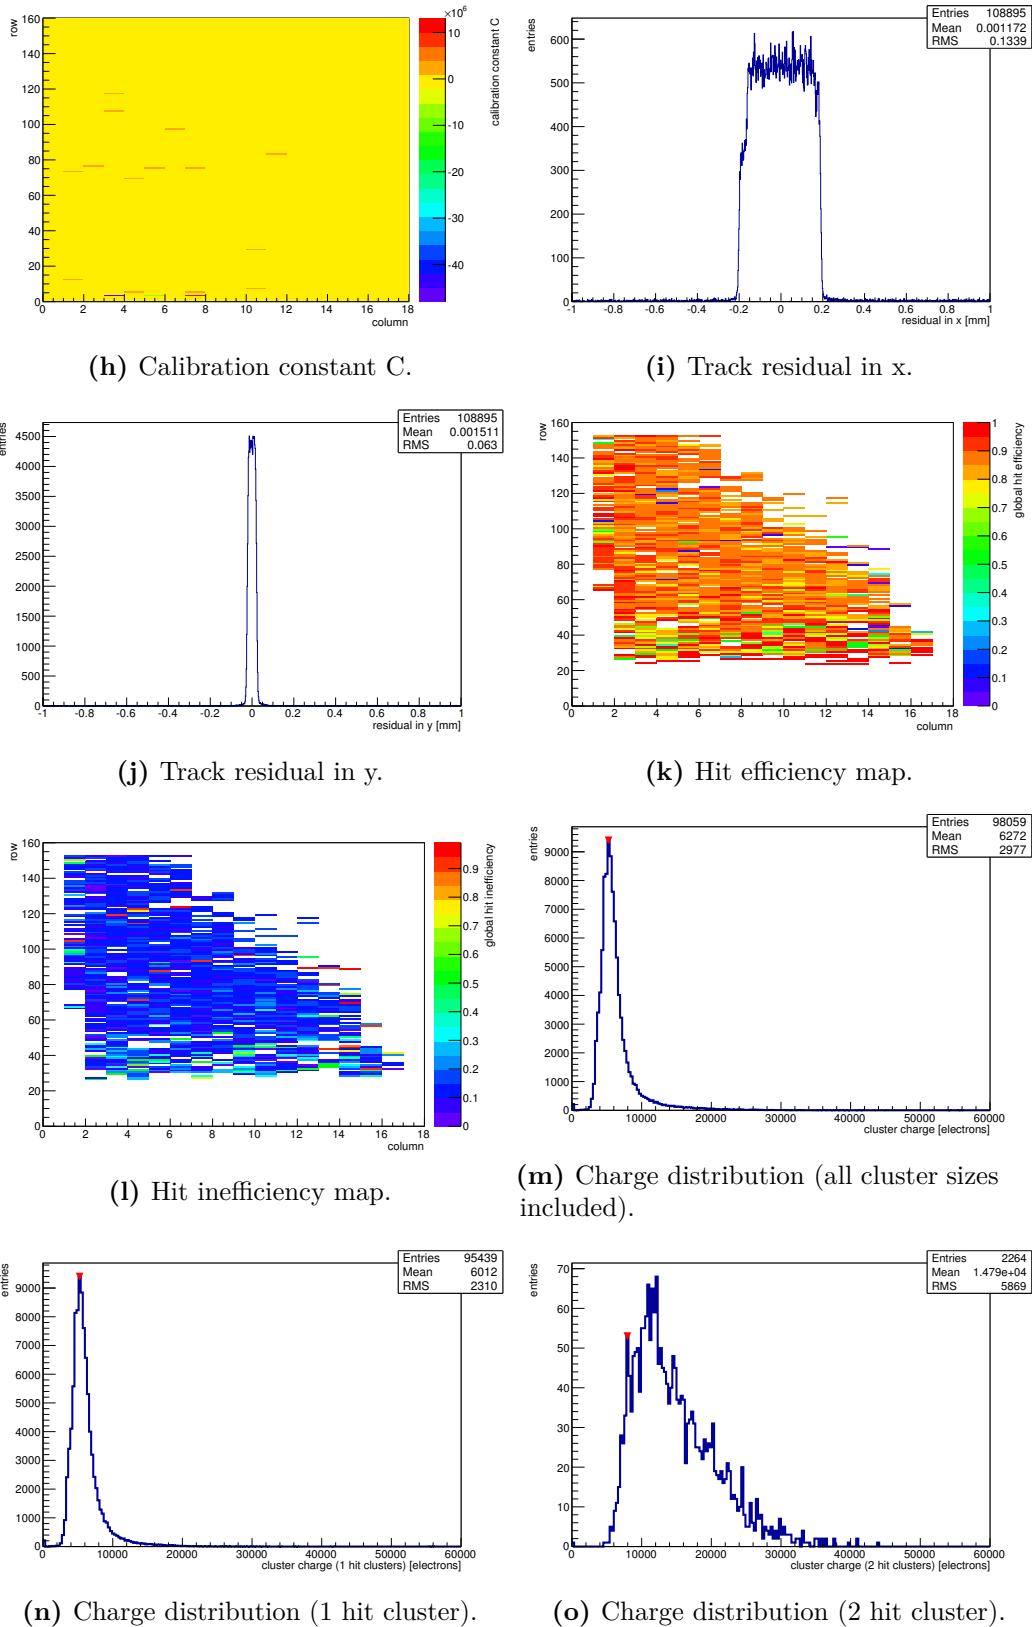 ×10⁶
160
140
120
100
80
60
40
20
0
row
0 2 4 6 8 10 12 14 16 18
column
10
0
-10
-20
-30
-40
calibration constant C
(h) Calibration constant C.
Entries 108895
Mean 0.001172
RMS 0.1339
entries
600
500
400
300
200
100
0
-1 -0.8 -0.6 -0.4 -0.2 0 0.2 0.4 0.6 0.8 1
residual in x [mm]
(i) Track residual in x.
Entries 108895
Mean 0.001511
RMS 0.063
entries
4500
4000
3500
3000
2500
2000
1500
1000
500
0
-1 -0.8 -0.6 -0.4 -0.2 0 0.2 0.4 0.6 0.8 1
residual in y [mm]
(j) Track residual in y.
row
160
140
120
100
80
60
40
20
0
0 2 4 6 8 10 12 14 16 18
column
1
0.9
0.8
0.7
0.6
0.5
0.4
0.3
0.2
0.1
0
global hit efficiency
(k) Hit efficiency map.
row
160
140
120
100
80
60
40
20
0
0 2 4 6 8 10 12 14 16 18
column
0.9
0.8
0.7
0.6
0.5
0.4
0.3
0.2
0.1
0
global hit inefficiency
(l) Hit inefficiency map.
Entries 98059
Mean 6272
RMS 2977
entries
9000
8000
7000
6000
5000
4000
3000
2000
1000
0
0 10000 20000 30000 40000 50000 60000
cluster charge [electrons]
(m) Charge distribution (all cluster sizes
included).
Entries 95439
Mean 6012
RMS 2310
entries
9000
8000
7000
6000
5000
4000
3000
2000
1000
0
0 10000 20000 30000 40000 50000 60000
cluster charge (1 hit clusters) [electrons]
(n) Charge distribution (1 hit cluster).
Entries 2264
Mean 1.479e+04
RMS 5869
entries
70
60
50
40
30
20
10
0
0 10000 20000 30000 40000 50000 60000
cluster charge (2 hit clusters) [electrons]
(o) Charge distribution (2 hit cluster).